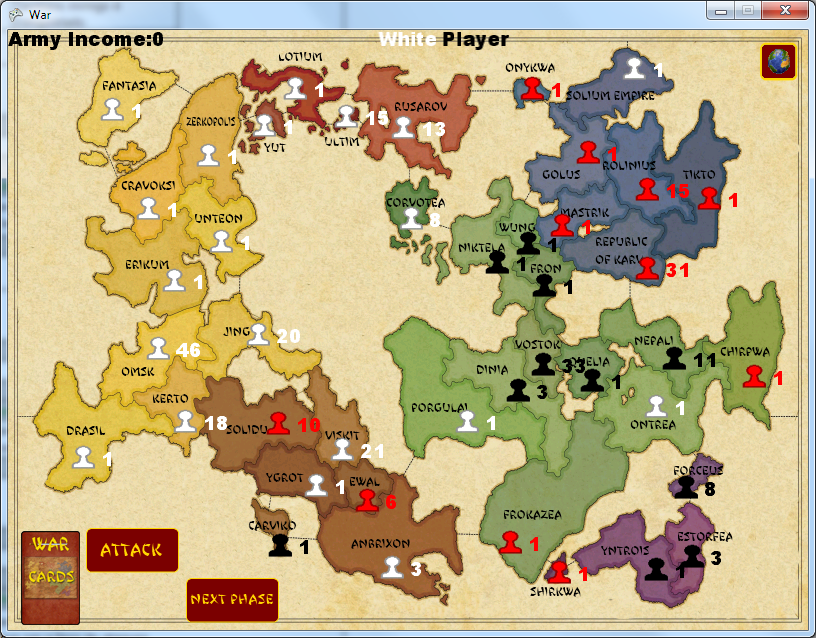 War
Army Income:0
White Player
LOTIUM
1
ONYKWA
1
SOLIUM EMPIRE
1
FANTASIA
1
ZERKOPOLIS
1
YUT
1
ULTIM
15
RUSAROV
13
GOLUS
1
ROLINIUS
15
TIKTO
1
CRAVOKSI
1
UNTEON
1
CORVOTEA
8
MASTRIK
1
WUNG
1
NIKTELA
1
FRON
1
REPUBLIC
OF KARU
31
ERIKUM
1
JING
20
OMSK
46
VOSTOK
33
NEPALI
11
CHIRPWA
1
DINIA
3
1
KERTO
18
PORGULAI
1
ONTREA
1
DRASIL
1
SOLIDU
10
VISKIT
21
YGROT
1
EWAL
6
FORCEUS
8
CARVIKO
1
ANBRIXON
3
FROKAZEA
1
YNTROIS
1
ESTORFEA
3
SHIRKWA
1
WAR
CARDS
ATTACK
NEXT PHASE